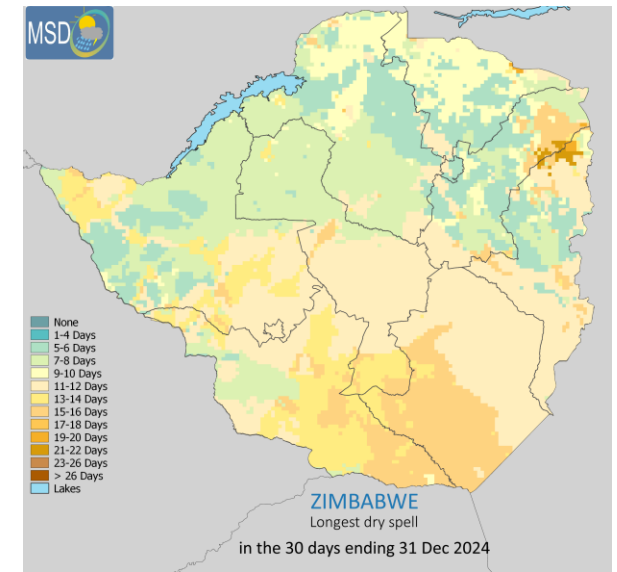 MSD
None
1-4 Days
5-6 Days
7-8 Days
9-10 Days
11-12 Days
13-14 Days
15-16 Days
17-18 Days
19-20 Days
21-22 Days
23-26 Days
> 26 Days
Lakes
ZIMBABWE
Longest dry spell
in the 30 days ending 31 Dec 2024